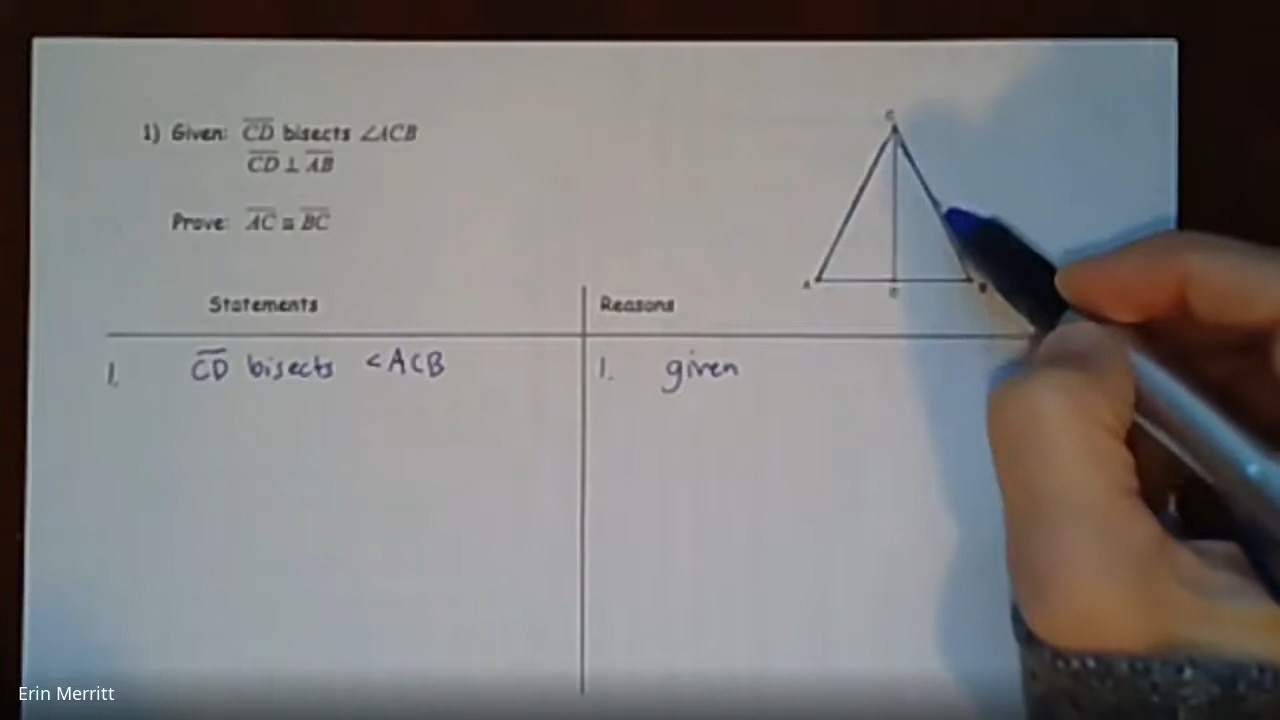 1) Given: CD bisects ∠ACB
CD ⊥ AB
Prove: AC ≅ BC
C
A D B
Statements Reasons
1. CD bisects <ACB 1. given
Erin Merritt